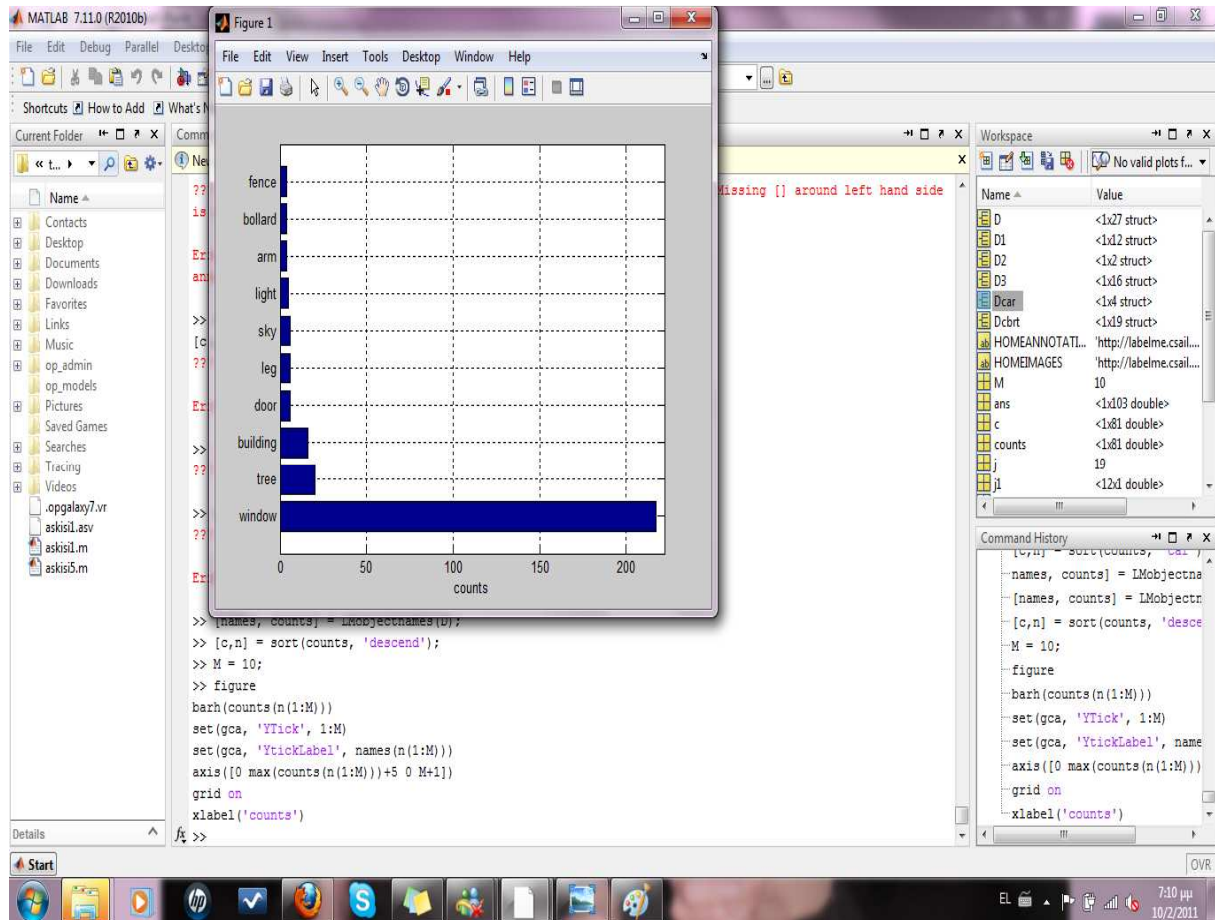 MATLAB 7.11.0 (R2010b)
File Edit Debug Parallel
Shortcuts How to Add What's
Current Folder
« t...
Name
Contacts
Desktop
Documents
Downloads
Favorites
Links
Music
op_admin
op_models
Pictures
Saved Games
Searches
Tracing
Videos
.opgalaxy7.vr
askisi1.asv
askisi1.m
askisi5.m
Details
Figure 1
File Edit View Insert Tools Desktop Window Help
fence
bollard
arm
light
sky
leg
door
building
tree
window
0 50 100 150 200
counts
Missing [] around left hand side
is
>>
??
>>
??
>>
??
>> [names, counts] = LMobjectnames(D);
>> [c,n] = sort(counts, 'descend');
>> M = 10;
>> figure
barh(counts(n(1:M)))
set(gca, 'YTick', 1:M)
set(gca, 'YtickLabel', names(n(1:M)))
axis([0 max(counts(n(1:M)))+5 0 M+1])
grid on
xlabel('counts')
fx >>
Workspace
No valid plots f...
Name Value
D <1x27 struct>
D1 <1x12 struct>
D2 <1x2 struct>
D3 <1x16 struct>
Dcar <1x4 struct>
Dcbrt <1x19 struct>
HOMEANNOTATI... 'http://labelme.csail....
HOMEIMAGES 'http://labelme.csail....
M 10
ans <1x103 double>
c <1x81 double>
counts <1x81 double>
j 19
j1 <12x1 double>
Command History
[c,n] = sort(counts, 'car')
names, counts] = LMobjectna
[names, counts] = LMobjectn
[c,n] = sort(counts, 'desce
M = 10;
figure
barh(counts(n(1:M)))
set(gca, 'YTick', 1:M)
set(gca, 'YtickLabel', name
axis([0 max(counts(n(1:M)))
grid on
xlabel('counts')
Start
OVR
EL
7:10 μμ
10/2/2011